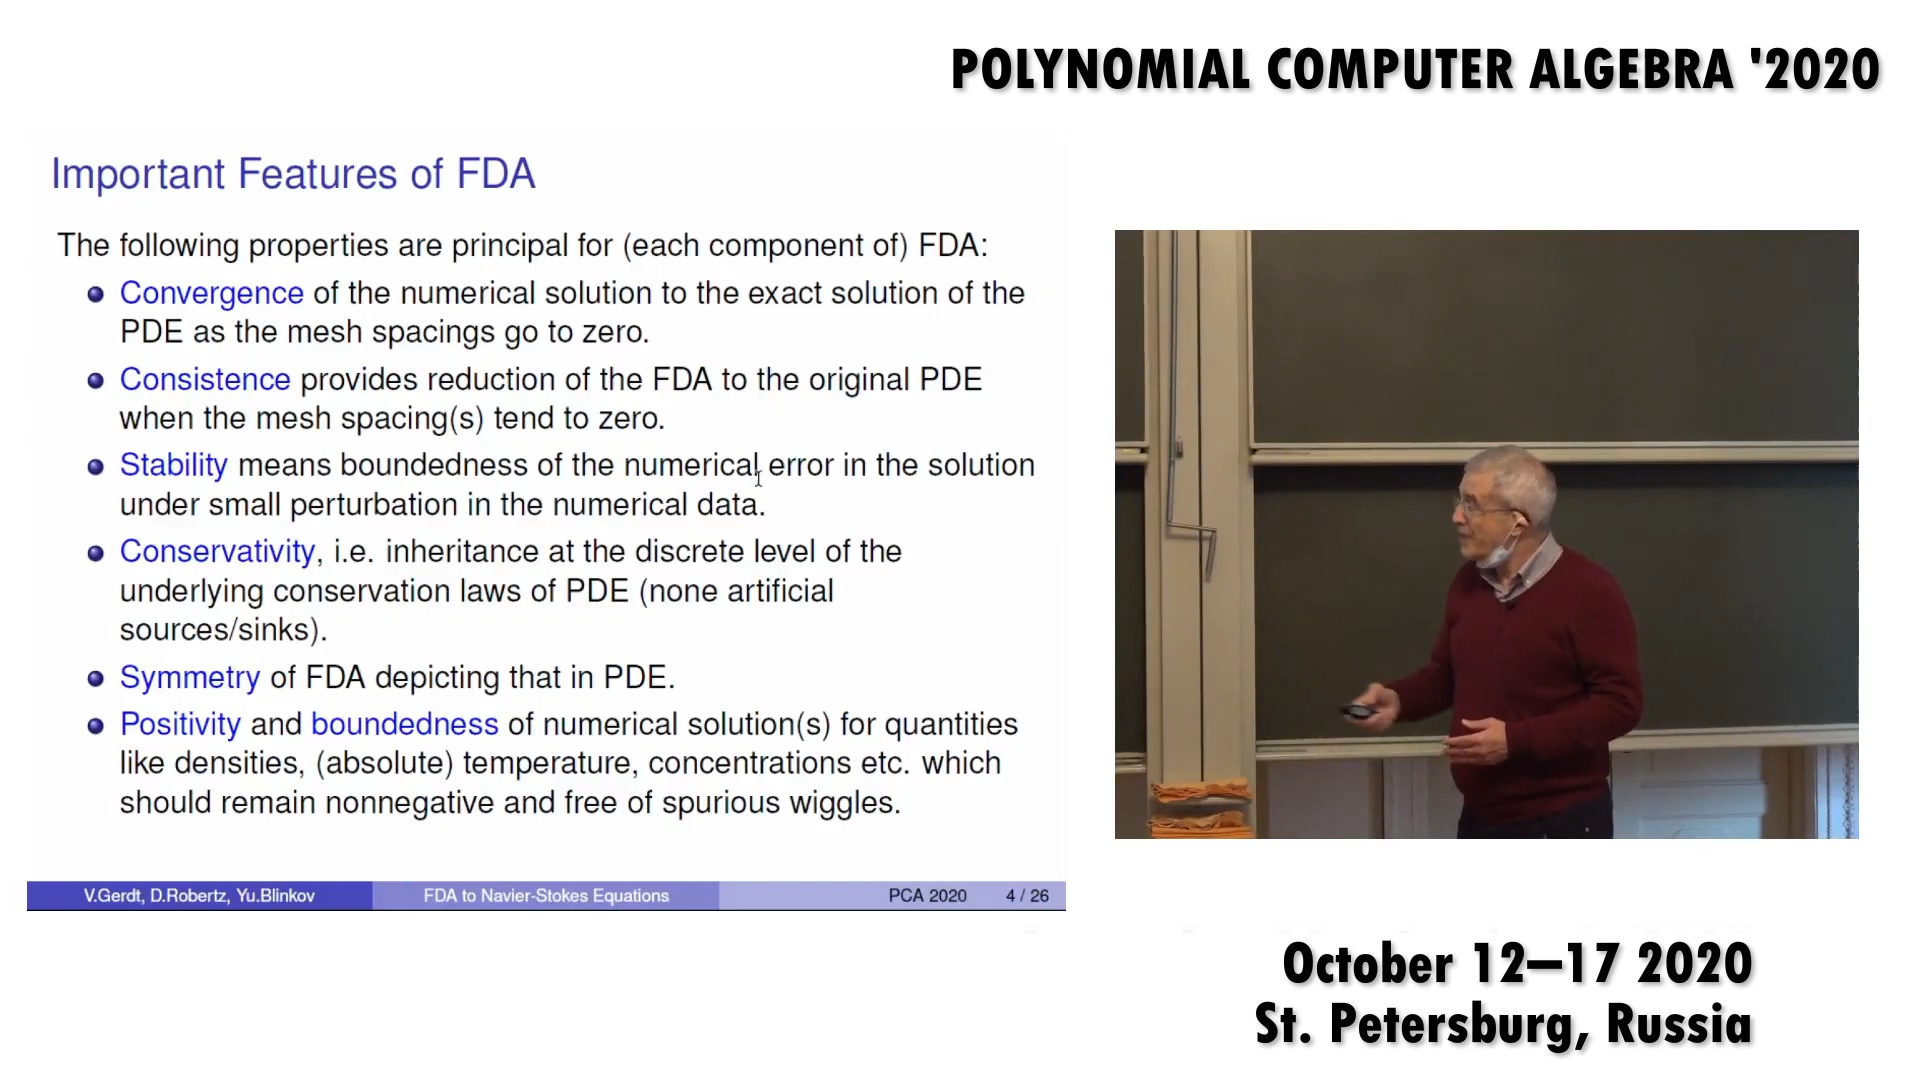 POLYNOMIAL COMPUTER ALGEBRA '2020
Important Features of FDA
The following properties are principal for (each component of) FDA:
Convergence of the numerical solution to the exact solution of the
PDE as the mesh spacings go to zero.
Consistence provides reduction of the FDA to the original PDE
when the mesh spacing(s) tend to zero.
Stability means boundedness of the numerical error in the solution
under small perturbation in the numerical data.
Conservativity, i.e. inheritance at the discrete level of the
underlying conservation laws of PDE (none artificial
sources/sinks).
Symmetry of FDA depicting that in PDE.
Positivity and boundedness of numerical solution(s) for quantities
like densities, (absolute) temperature, concentrations etc. which
should remain nonnegative and free of spurious wiggles.
V.Gerdt, D.Robertz, Yu.Blinkov FDA to Navier-Stokes Equations PCA 2020 4 / 26
October 12–17 2020
St. Petersburg, Russia